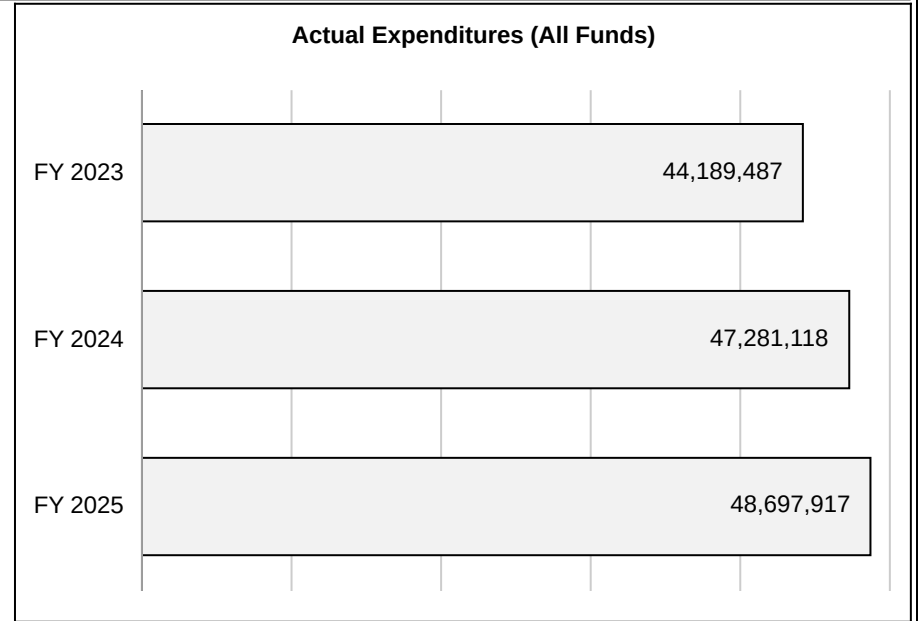 Actual Expenditures (All Funds)
FY 2023
44,189,487
FY 2024
47,281,118
FY 2025
48,697,917